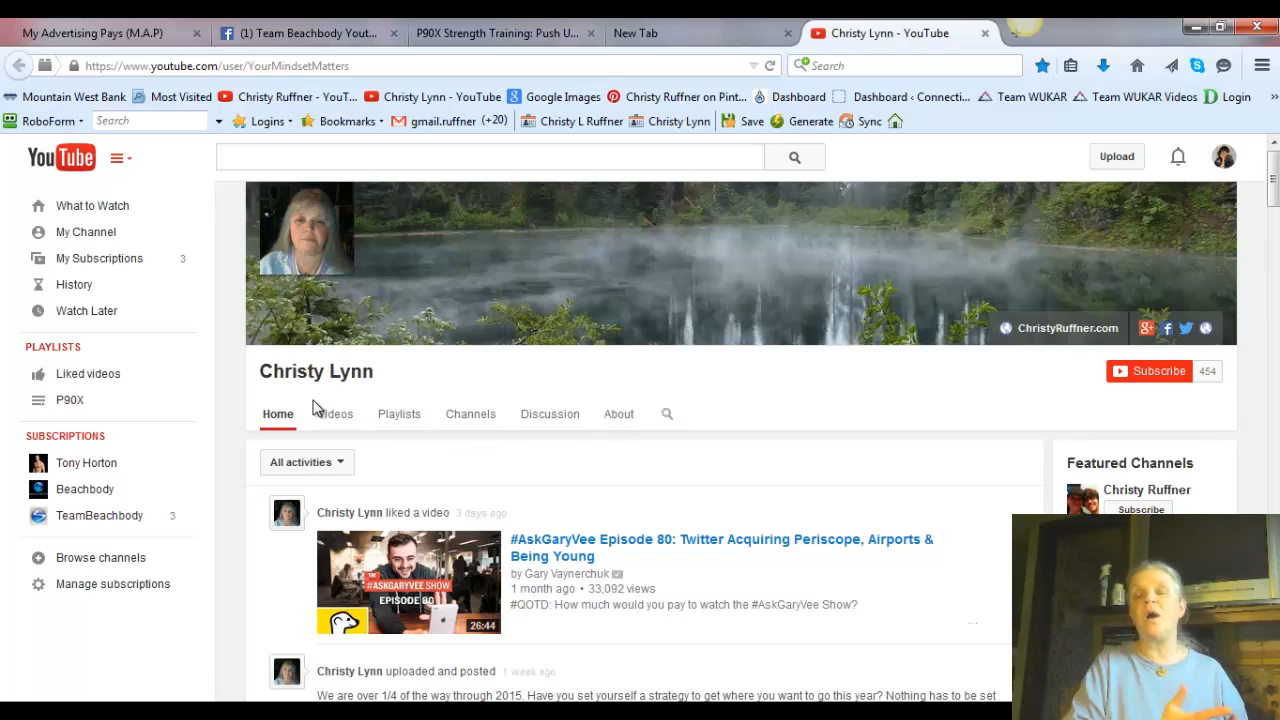 My Advertising Pays (M.A.P) × (1) Team Beachbody Yout... × P90X Strength Training: Push U... × New Tab × Christy Lynn - YouTube ×
https://www.youtube.com/user/YourMindsetMatters Search
Mountain West Bank Most Visited Christy Ruffner - YouT... Christy Lynn - YouTube Google Images Christy Ruffner on Pint... Dashboard Dashboard ‹ Connecti... Team WUKAR Team WUKAR Videos Login
RoboForm Search Logins Bookmarks gmail.ruffner (+20) Christy L Ruffner Christy Lynn Save Generate Sync
YouTube Upload
What to Watch
My Channel
My Subscriptions 3
History
Watch Later
PLAYLISTS
Liked videos
P90X
SUBSCRIPTIONS
Tony Horton
Beachbody
TeamBeachbody 3
Browse channels
Manage subscriptions
ChristyRuffner.com
Christy Lynn
Subscribe 454
Home Videos Playlists Channels Discussion About
All activities
Christy Lynn liked a video 3 days ago
THE
#ASKGARYVEE SHOW
EPISODE 80
26:44
#AskGaryVee Episode 80: Twitter Acquiring Periscope, Airports &
Being Young
by Gary Vaynerchuk
1 month ago • 33,092 views
#QOTD: How much would you pay to watch the #AskGaryVee Show?
Christy Lynn uploaded and posted 1 week ago
We are over 1/4 of the way through 2015. Have you set yourself a strategy to get where you want to go this year? Nothing has to be set
Featured Channels
Christy Ruffner
Subscribe